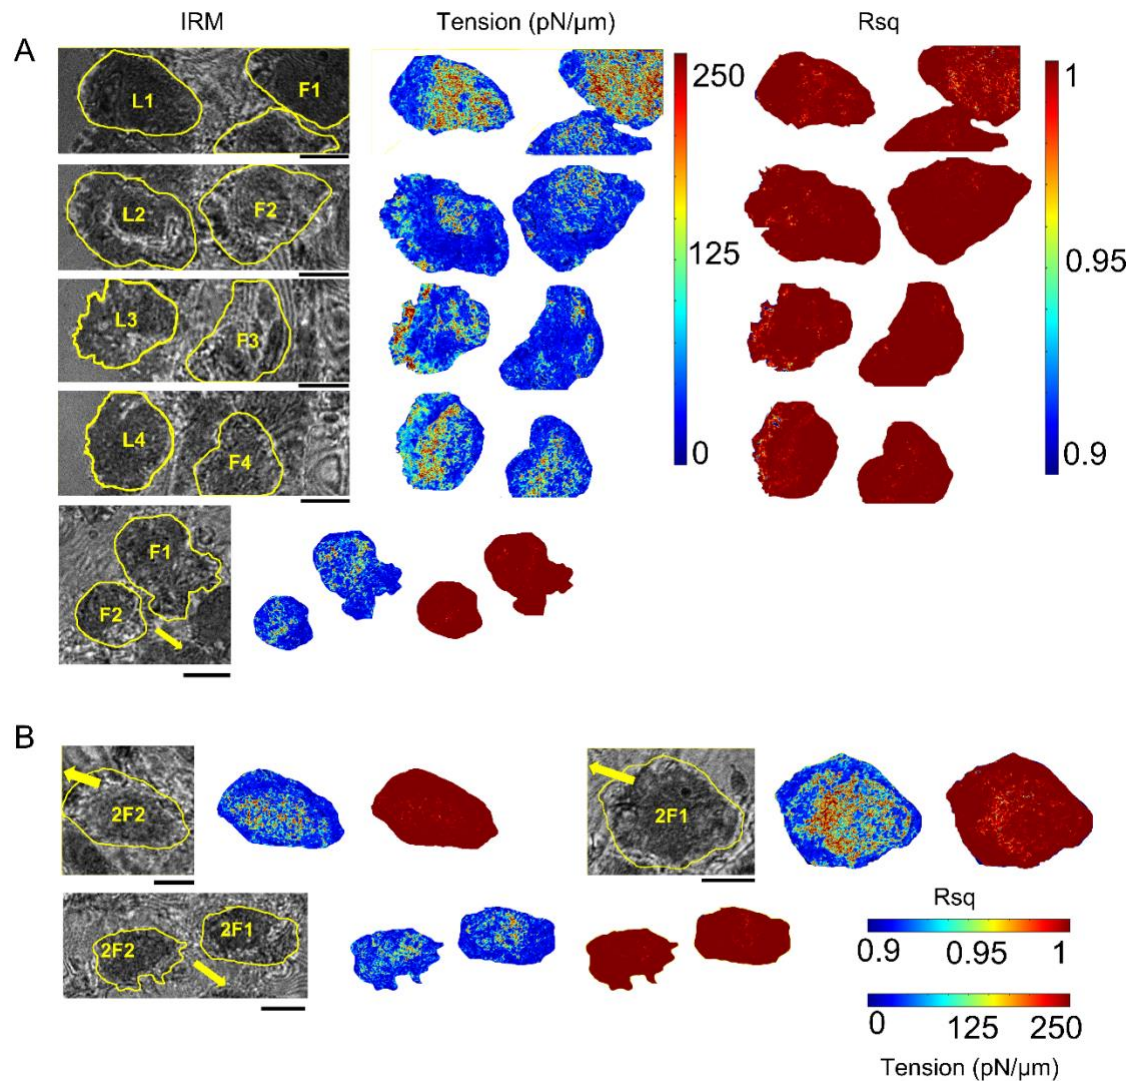 IRM Tension (pN/µm) Rsq
A
L1 F1
250
1
L2 F2
125
0.95
L3 F3
L4 F4
0
0.9
F1
F2
B
2F2
2F1
2F2 2F1
Rsq
0.9 0.95 1
0 125 250
Tension (pN/µm)